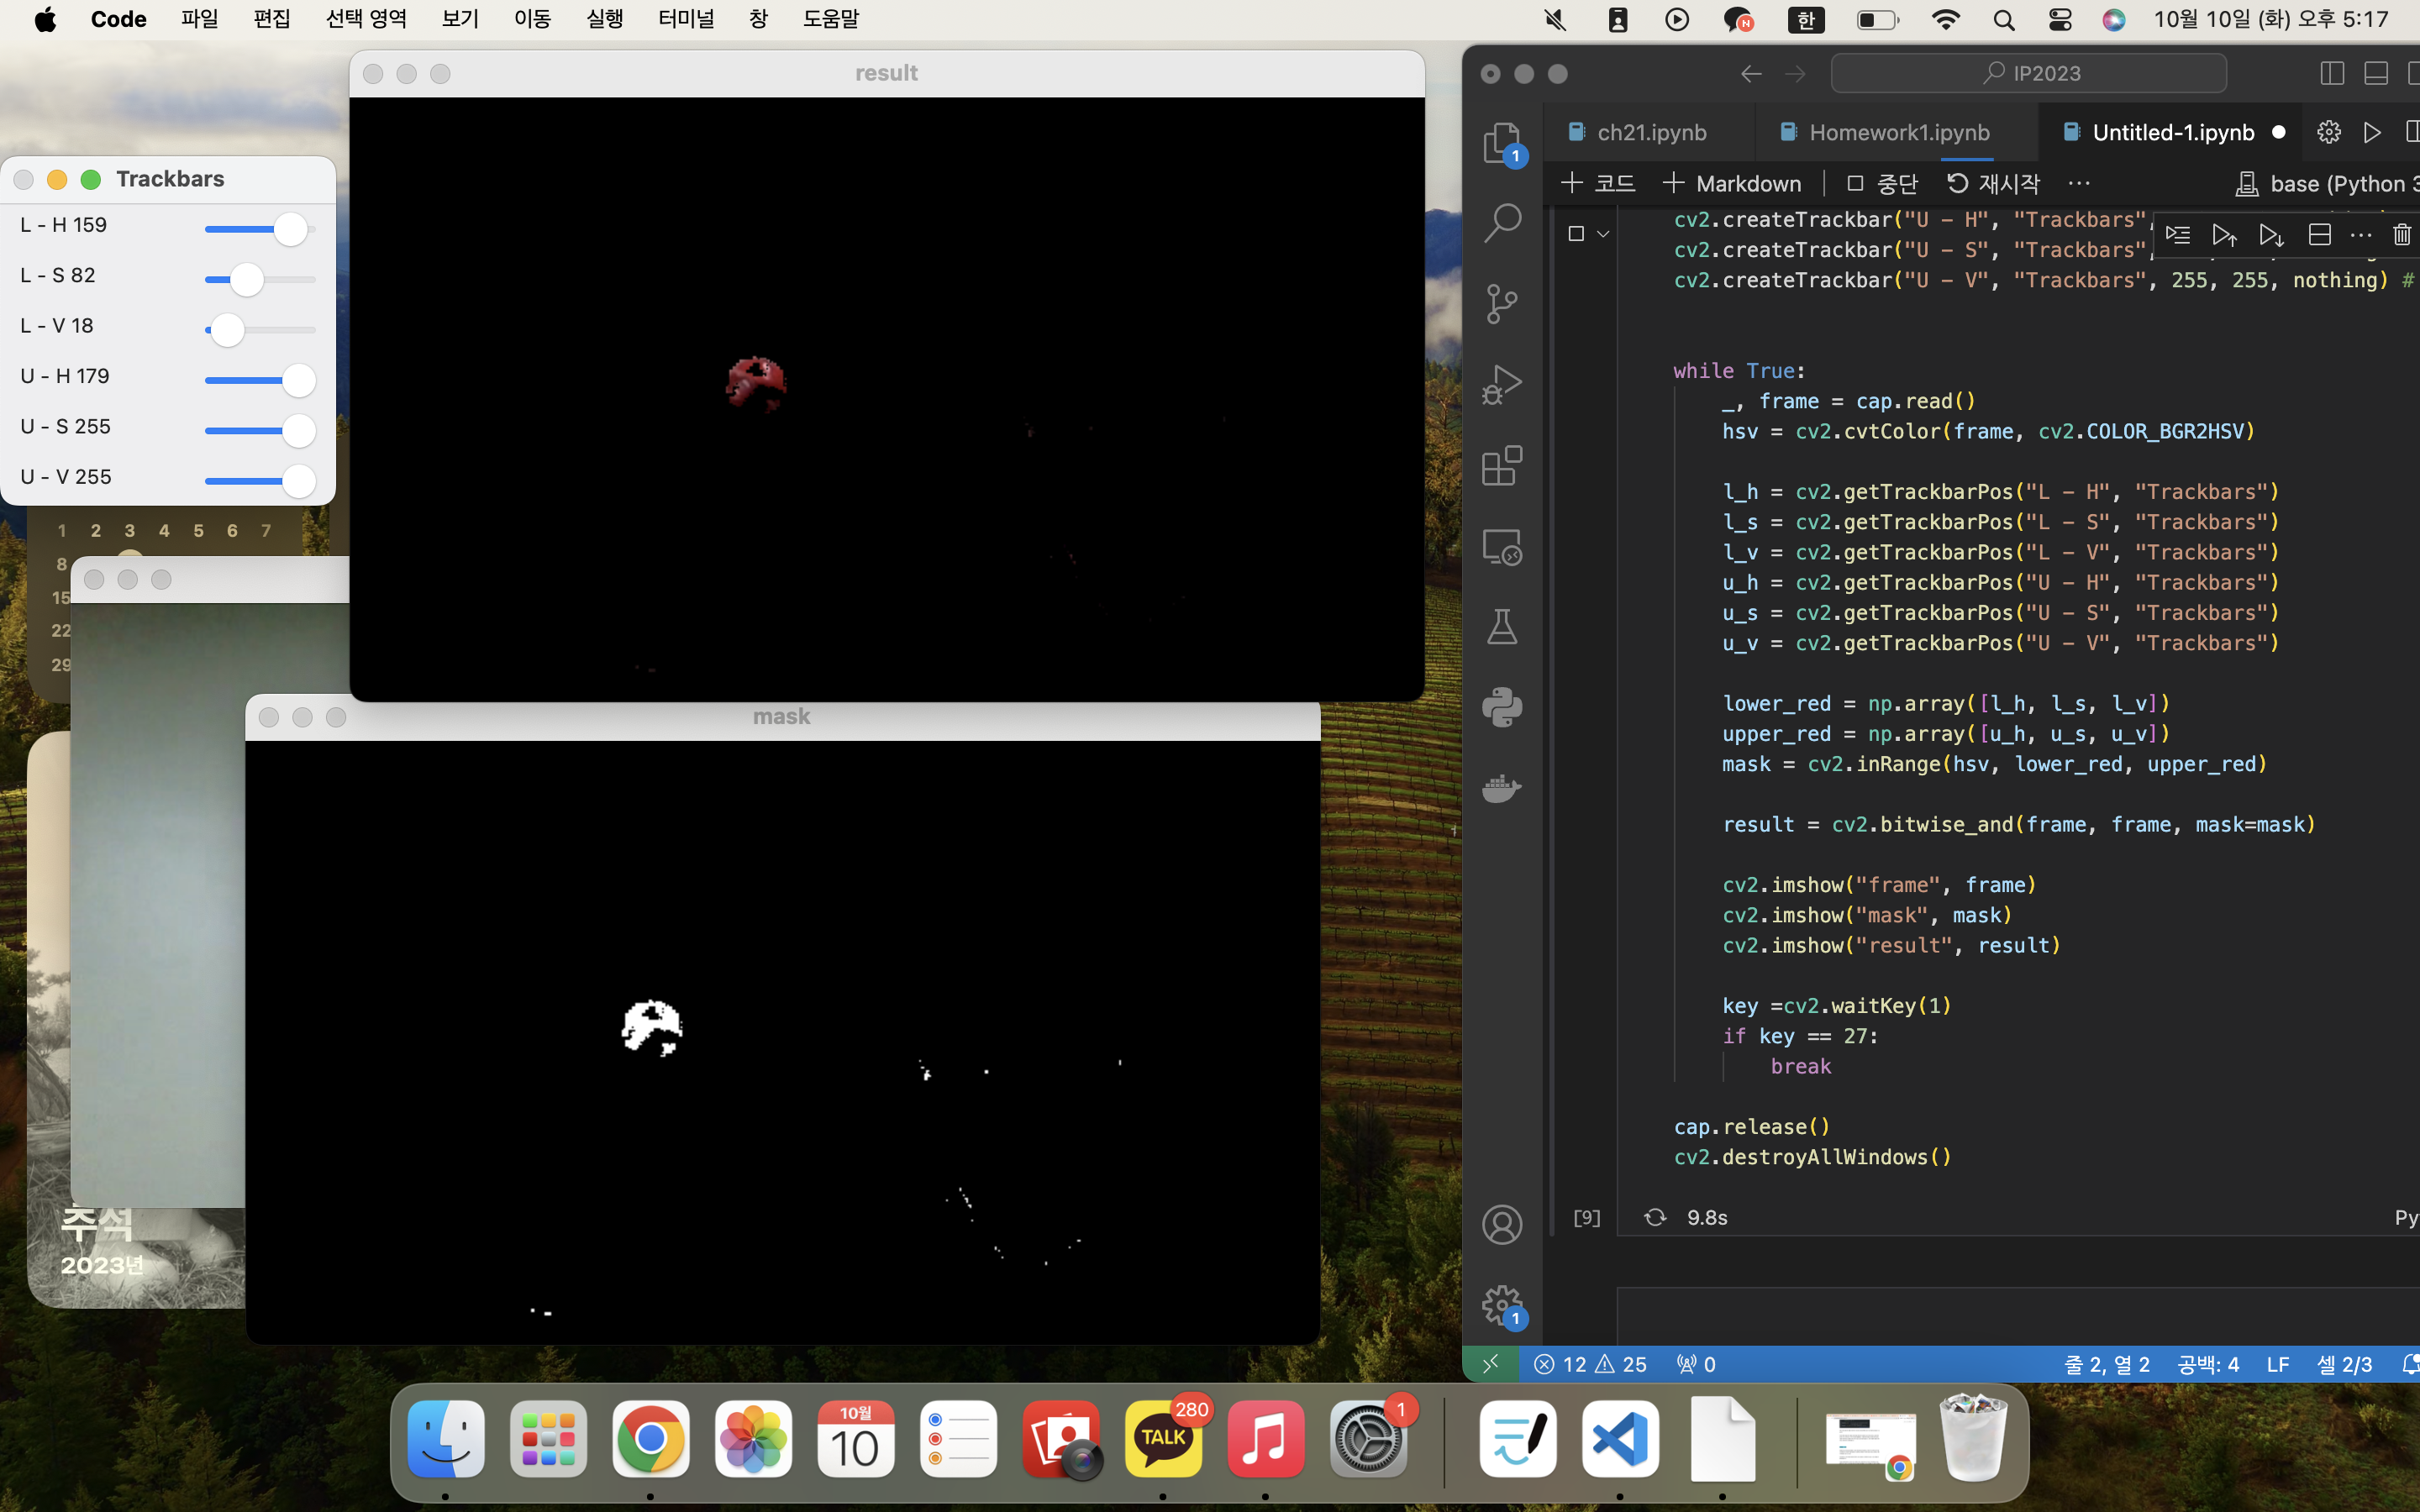 Code 파일 편집 선택 영역 보기 이동 실행 터미널 창 도움말 한 10월 10일 (화) 오후 5:17
result
Trackbars
L - H 159
L - S 82
L - V 18
U - H 179
U - S 255
U - V 255
1 2 3 4 5 6 7
8
15
22
29
mask
추석
2023년
IP2023
ch21.ipynb Homework1.ipynb Untitled-1.ipynb
코드 Markdown 중단 재시작 ··· base (Python 3
cv2.createTrackbar("U - H", "Trackbars",
cv2.createTrackbar("U - S", "Trackbars",
cv2.createTrackbar("U - V", "Trackbars", 255, 255, nothing) #
while True:
_, frame = cap.read()
hsv = cv2.cvtColor(frame, cv2.COLOR_BGR2HSV)
l_h = cv2.getTrackbarPos("L - H", "Trackbars")
l_s = cv2.getTrackbarPos("L - S", "Trackbars")
l_v = cv2.getTrackbarPos("L - V", "Trackbars")
u_h = cv2.getTrackbarPos("U - H", "Trackbars")
u_s = cv2.getTrackbarPos("U - S", "Trackbars")
u_v = cv2.getTrackbarPos("U - V", "Trackbars")
lower_red = np.array([l_h, l_s, l_v])
upper_red = np.array([u_h, u_s, u_v])
mask = cv2.inRange(hsv, lower_red, upper_red)
result = cv2.bitwise_and(frame, frame, mask=mask)
cv2.imshow("frame", frame)
cv2.imshow("mask", mask)
cv2.imshow("result", result)
key =cv2.waitKey(1)
if key == 27:
break
cap.release()
cv2.destroyAllWindows()
[9] 9.8s Py
1
1
12 25 0 줄 2, 열 2 공백: 4 LF 셀 2/3
10월
10
TALK
280
1